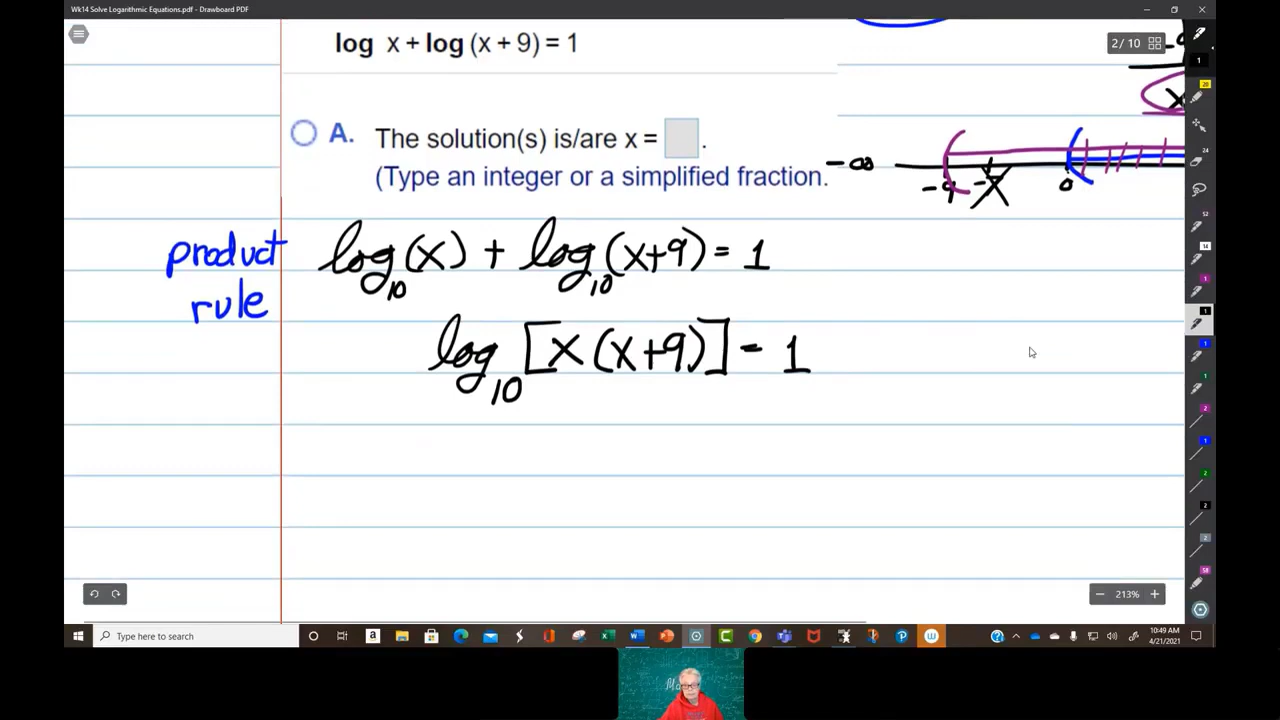 Wk14 Solve Logarithmic Equations.pdf - Drawboard PDF
log x + log (x + 9) = 1
2/10
A. The solution(s) is/are x = .
(Type an integer or a simplified fraction.
-∞
-9
0
x
product
rule
log₁₀(x) + log₁₀(x+9) = 1
log₁₀[x(x+9)] = 1
213%
Type here to search
10:49 AM
4/21/2021